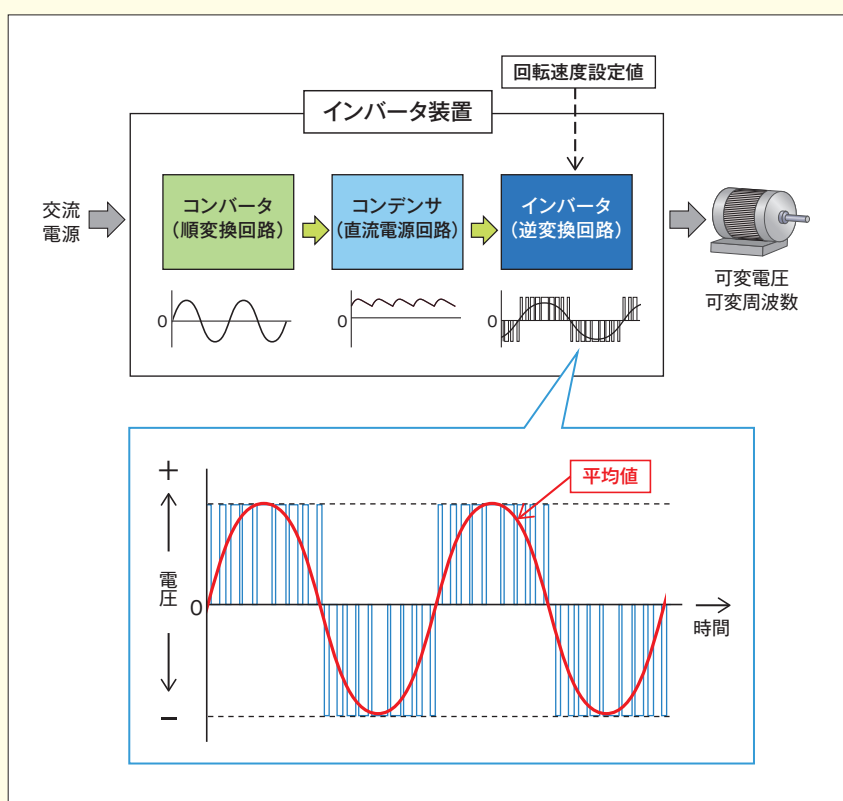 回転速度設定値
インバータ装置
交流
電源
コンバータ
(順変換回路)
コンデンサ
(直流電源回路)
インバータ
(逆変換回路)
可変電圧
可変周波数
0
0
0
平均値
+
電圧
0
−
時間